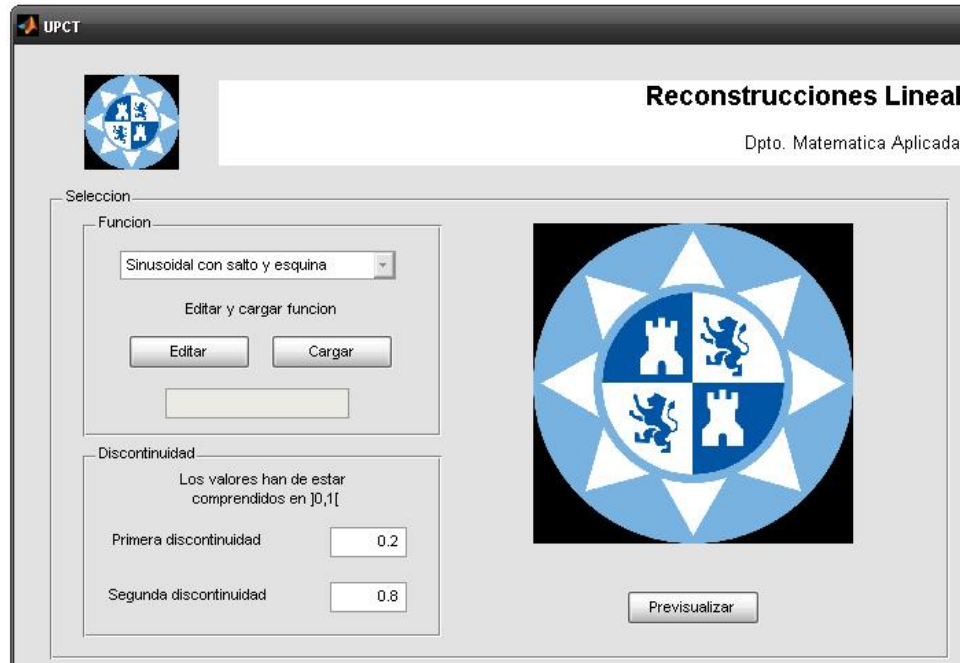 UPCT
Reconstrucciones Lineal
Dpto. Matematica Aplicada
Seleccion
Funcion
Sinusoidal con salto y esquina
Editar y cargar funcion
Editar
Cargar
Discontinuidad
Los valores han de estar
comprendidos en ]0,1[
Primera discontinuidad
0.2
Segunda discontinuidad
0.8
Previsualizar